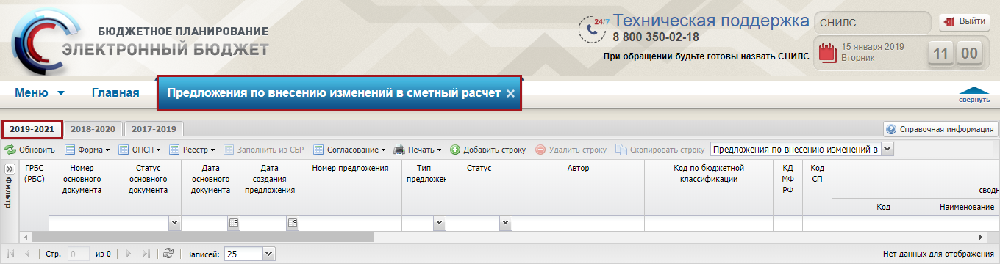 БЮДЖЕТНОЕ ПЛАНИРОВАНИЕ
ЭЛЕКТРОННЫЙ БЮДЖЕТ
24/7
Техническая поддержка
8 800 350-02-18
При обращении будьте готовы назвать СНИЛС
СНИЛС
Выйти
15 января 2019
Вторник
11 00
Меню
Главная
Предложения по внесению изменений в сметный расчет
свернуть
2019-2021 2018-2020 2017-2019
Справочная информация
Обновить Форма ОПСП Реестр Заполнить из СБР Согласование Печать Добавить строку Удалить строку Скопировать строку Предложения по внесению изменений в
Фильтр
ГРБС
(РБС)
Номер
основного
документа
Статус
основного
документа
Дата
основного
документа
Дата
создания
предложения
Номер предложения
Тип
предложен
Статус
Автор
Код по бюджетной
классификации
КД
МФ
РФ
Код
СП
сводн
Код
Наименование
Стр. 0 из 0 Записей: 25
Нет данных для отображения